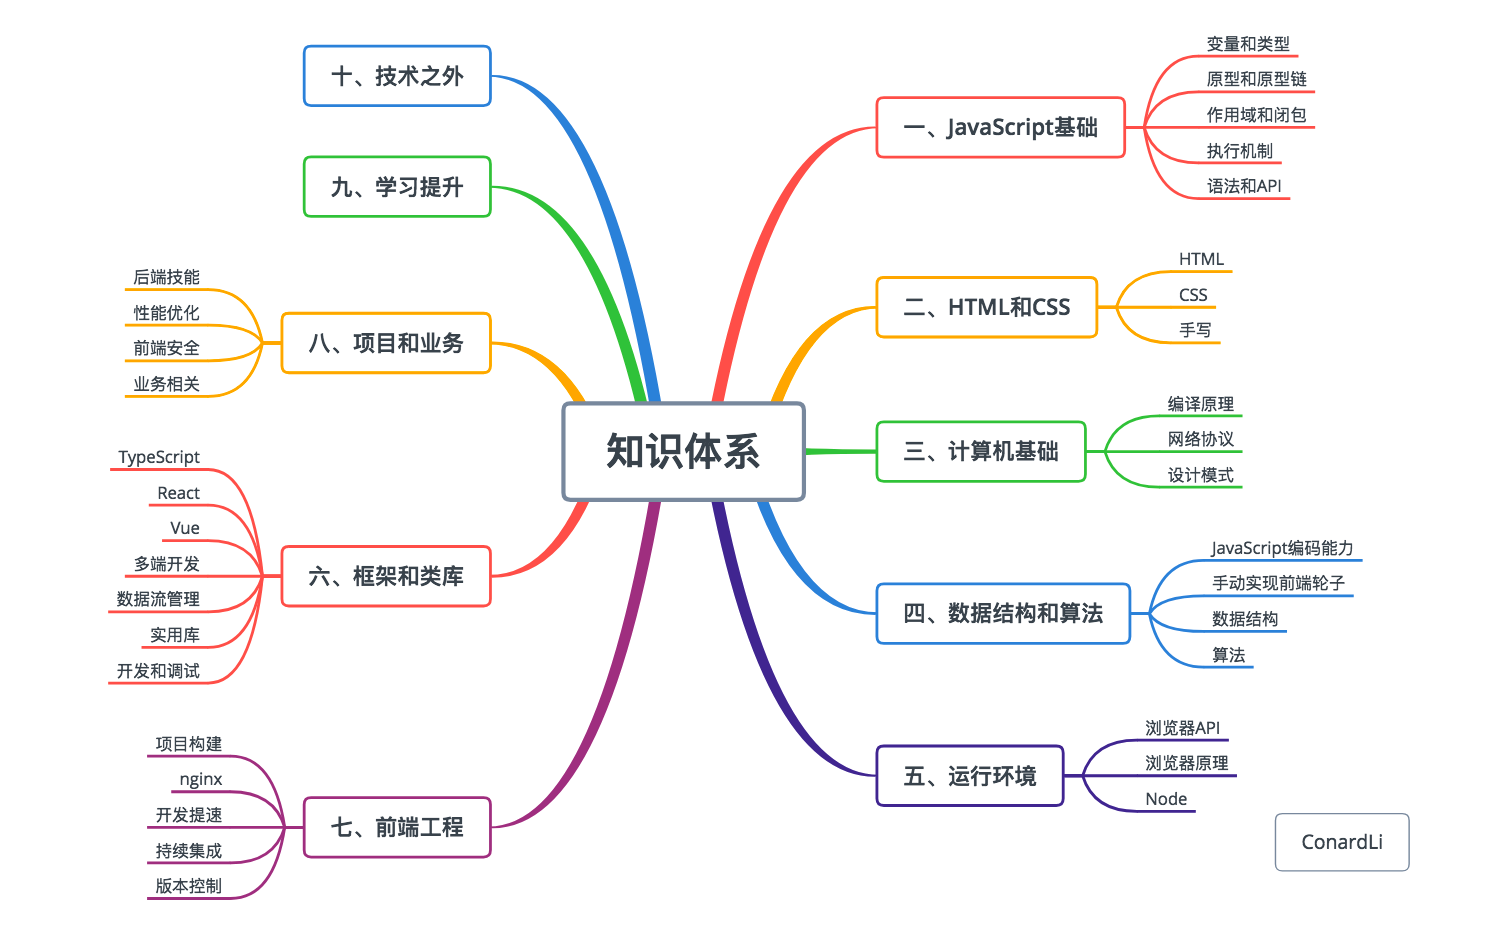 知识体系
一、JavaScript基础
变量和类型
原型和原型链
作用域和闭包
执行机制
语法和API
二、HTML和CSS
HTML
CSS
手写
三、计算机基础
编译原理
网络协议
设计模式
四、数据结构和算法
JavaScript编码能力
手动实现前端轮子
数据结构
算法
五、运行环境
浏览器API
浏览器原理
Node
六、框架和类库
TypeScript
React
Vue
多端开发
数据流管理
实用库
开发和调试
七、前端工程
项目构建
nginx
开发提速
持续集成
版本控制
八、项目和业务
后端技能
性能优化
前端安全
业务相关
九、学习提升
十、技术之外
ConardLi